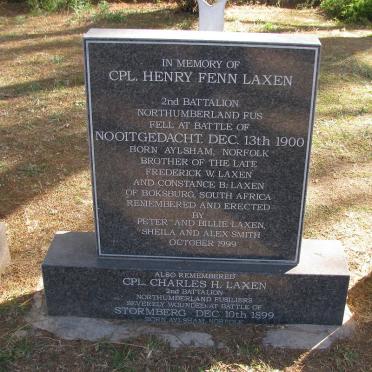 IN MEMORY OF
CPL. HENRY FENN LAXEN
2nd BATTALION
NORTHUMBERLAND FUS
FELL AT BATTLE OF
NOOITGEDACHT. DEC. 13th 1900
BORN AYLSHAM, NORFOLK
BROTHER OF THE LATE
FREDERICK W. LAXEN
AND CONSTANCE B. LAXEN
OF BOKSBURG, SOUTH AFRICA
REMEMBERED AND ERECTED
BY
PETER AND BILLIE LAXEN,
SHEILA AND ALEX SMITH
OCTOBER 1999
ALSO REMEMBERED
CPL. CHARLES H. LAXEN
2nd BATTALION
NORTHUMBERLAND FUSILIERS
SEVERELY WOUNDED AT BATTLE OF
STORMBERG DEC 10th 1899
BORN AYLSHAM, NORFOLK